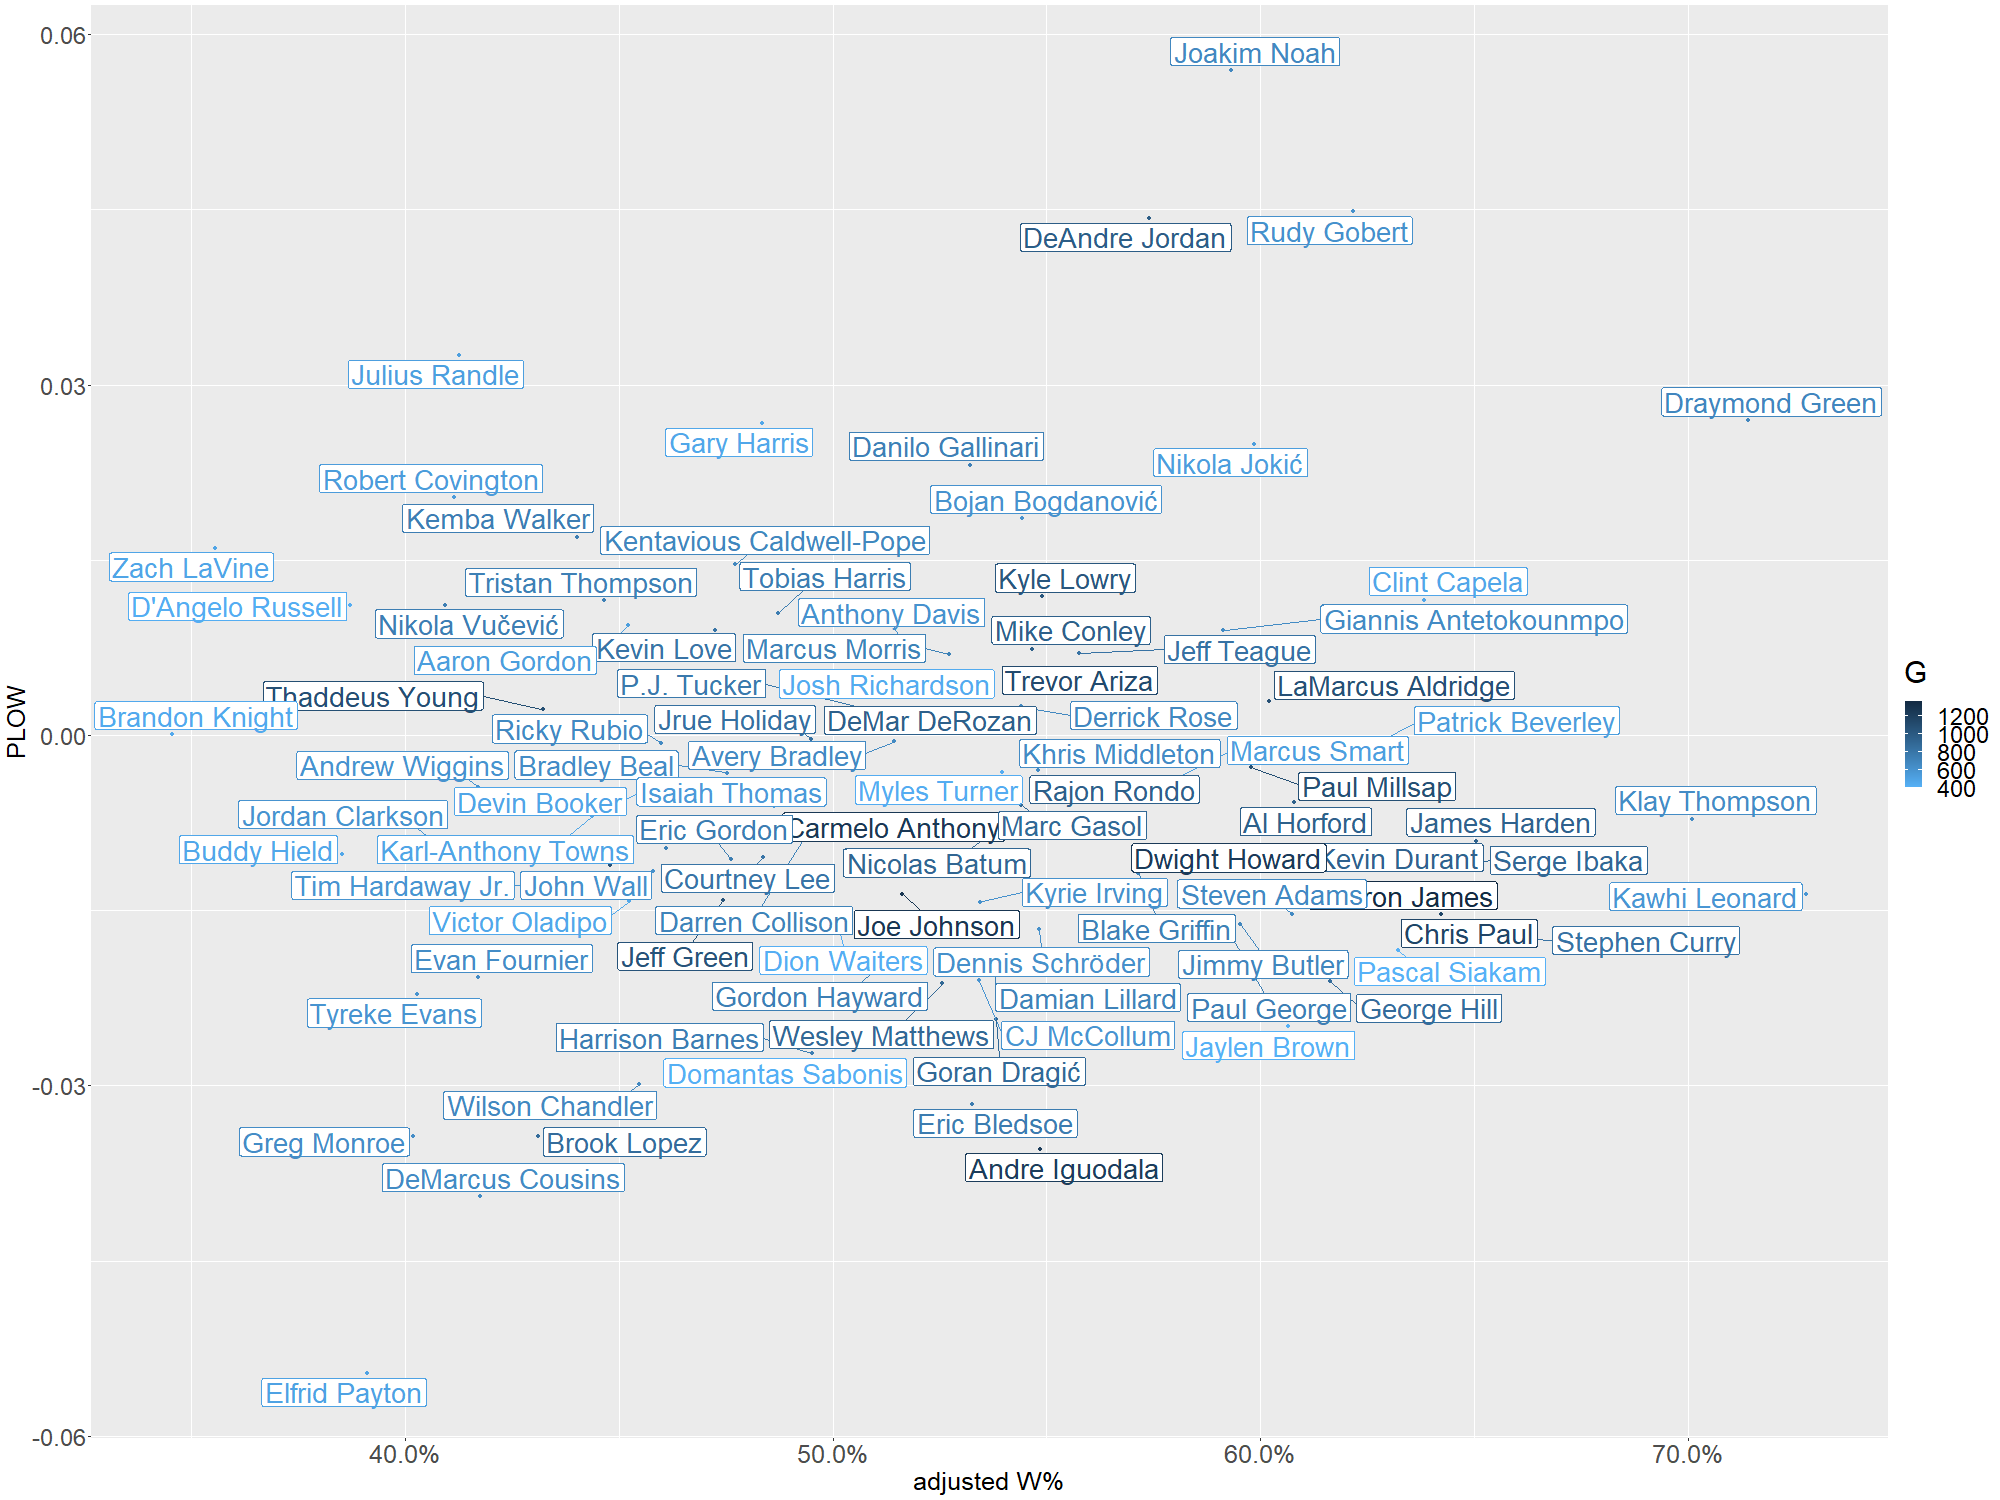 0.06
Joakim Noah
DeAndre Jordan
Rudy Gobert
Julius Randle
0.03
Draymond Green
Gary Harris
Danilo Gallinari
Nikola Jokić
Robert Covington
Bojan Bogdanović
Kemba Walker
Kentavious Caldwell-Pope
Zach LaVine
Tristan Thompson
Tobias Harris
Kyle Lowry
Clint Capela
D'Angelo Russell
Nikola Vučević
Anthony Davis
Giannis Antetokounmpo
Mike Conley
Kevin Love
Marcus Morris
Jeff Teague
Aaron Gordon
P.J. Tucker
Josh Richardson
Trevor Ariza
LaMarcus Aldridge
Thaddeus Young
Brandon Knight
Jrue Holiday
DeMar DeRozan
Derrick Rose
Patrick Beverley
Ricky Rubio
PLOW
0.00
G
1200
1000
800
600
400
Avery Bradley
Khris Middleton
Marcus Smart
Andrew Wiggins
Bradley Beal
Isaiah Thomas
Myles Turner
Rajon Rondo
Paul Millsap
Devin Booker
Klay Thompson
Jordan Clarkson
Eric Gordon
Carmelo Anthony
Marc Gasol
Al Horford
James Harden
Buddy Hield
Karl-Anthony Towns
Nicolas Batum
Dwight Howard
Kevin Durant
Serge Ibaka
Tim Hardaway Jr.
John Wall
Courtney Lee
Kyrie Irving
Steven Adams
James
Kawhi Leonard
Victor Oladipo
Darren Collison
Joe Johnson
Blake Griffin
Chris Paul
Stephen Curry
Evan Fournier
Jeff Green
Dion Waiters
Dennis Schröder
Jimmy Butler
Pascal Siakam
Tyreke Evans
Gordon Hayward
Damian Lillard
Paul George
George Hill
Harrison Barnes
Wesley Matthews
CJ McCollum
Jaylen Brown
Domantas Sabonis
Goran Dragić
-0.03
Wilson Chandler
Eric Bledsoe
Greg Monroe
Brook Lopez
DeMarcus Cousins
Andre Iguodala
Elfrid Payton
-0.06
40.0%
50.0%
60.0%
70.0%
adjusted W%